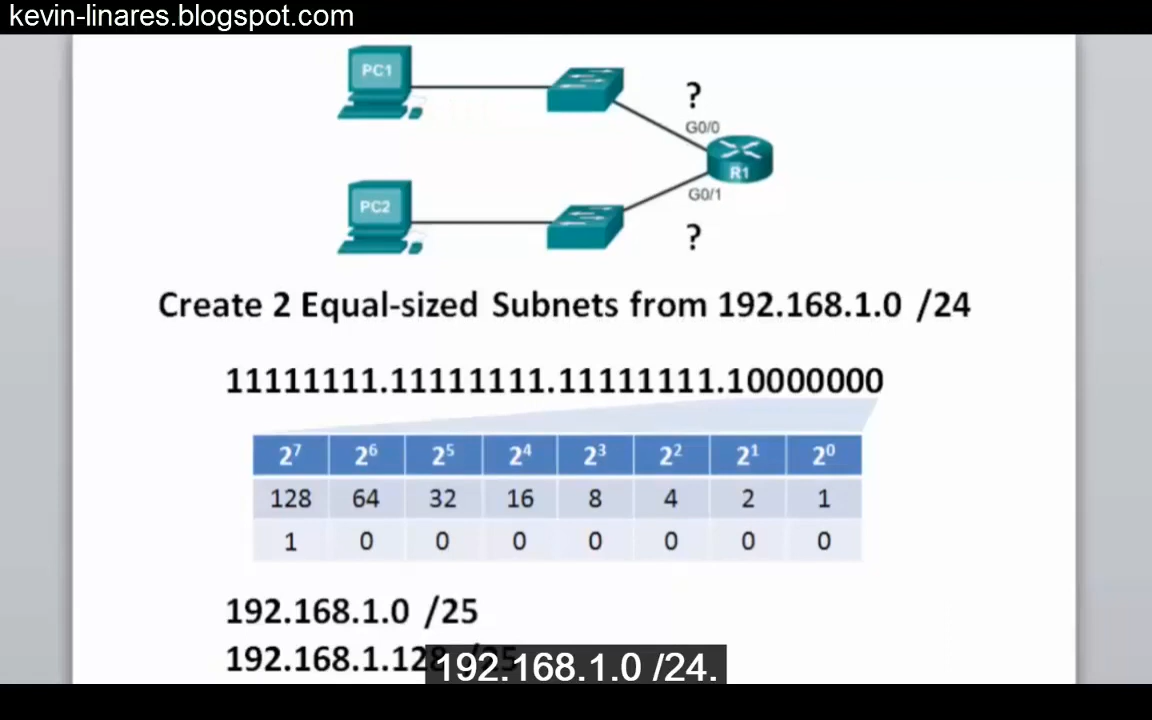 kevin-linares.blogspot.com
PC1
?
G0/0
R1
PC2
G0/1
?
Create 2 Equal-sized Subnets from 192.168.1.0 /24
11111111.11111111.11111111.10000000
2⁷ 2⁶ 2⁵ 2⁴ 2³ 2² 2¹ 2⁰
128 64 32 16 8 4 2 1
1 0 0 0 0 0 0 0
192.168.1.0 /25
192.168.1.128 /25
192.168.1.0 /24.